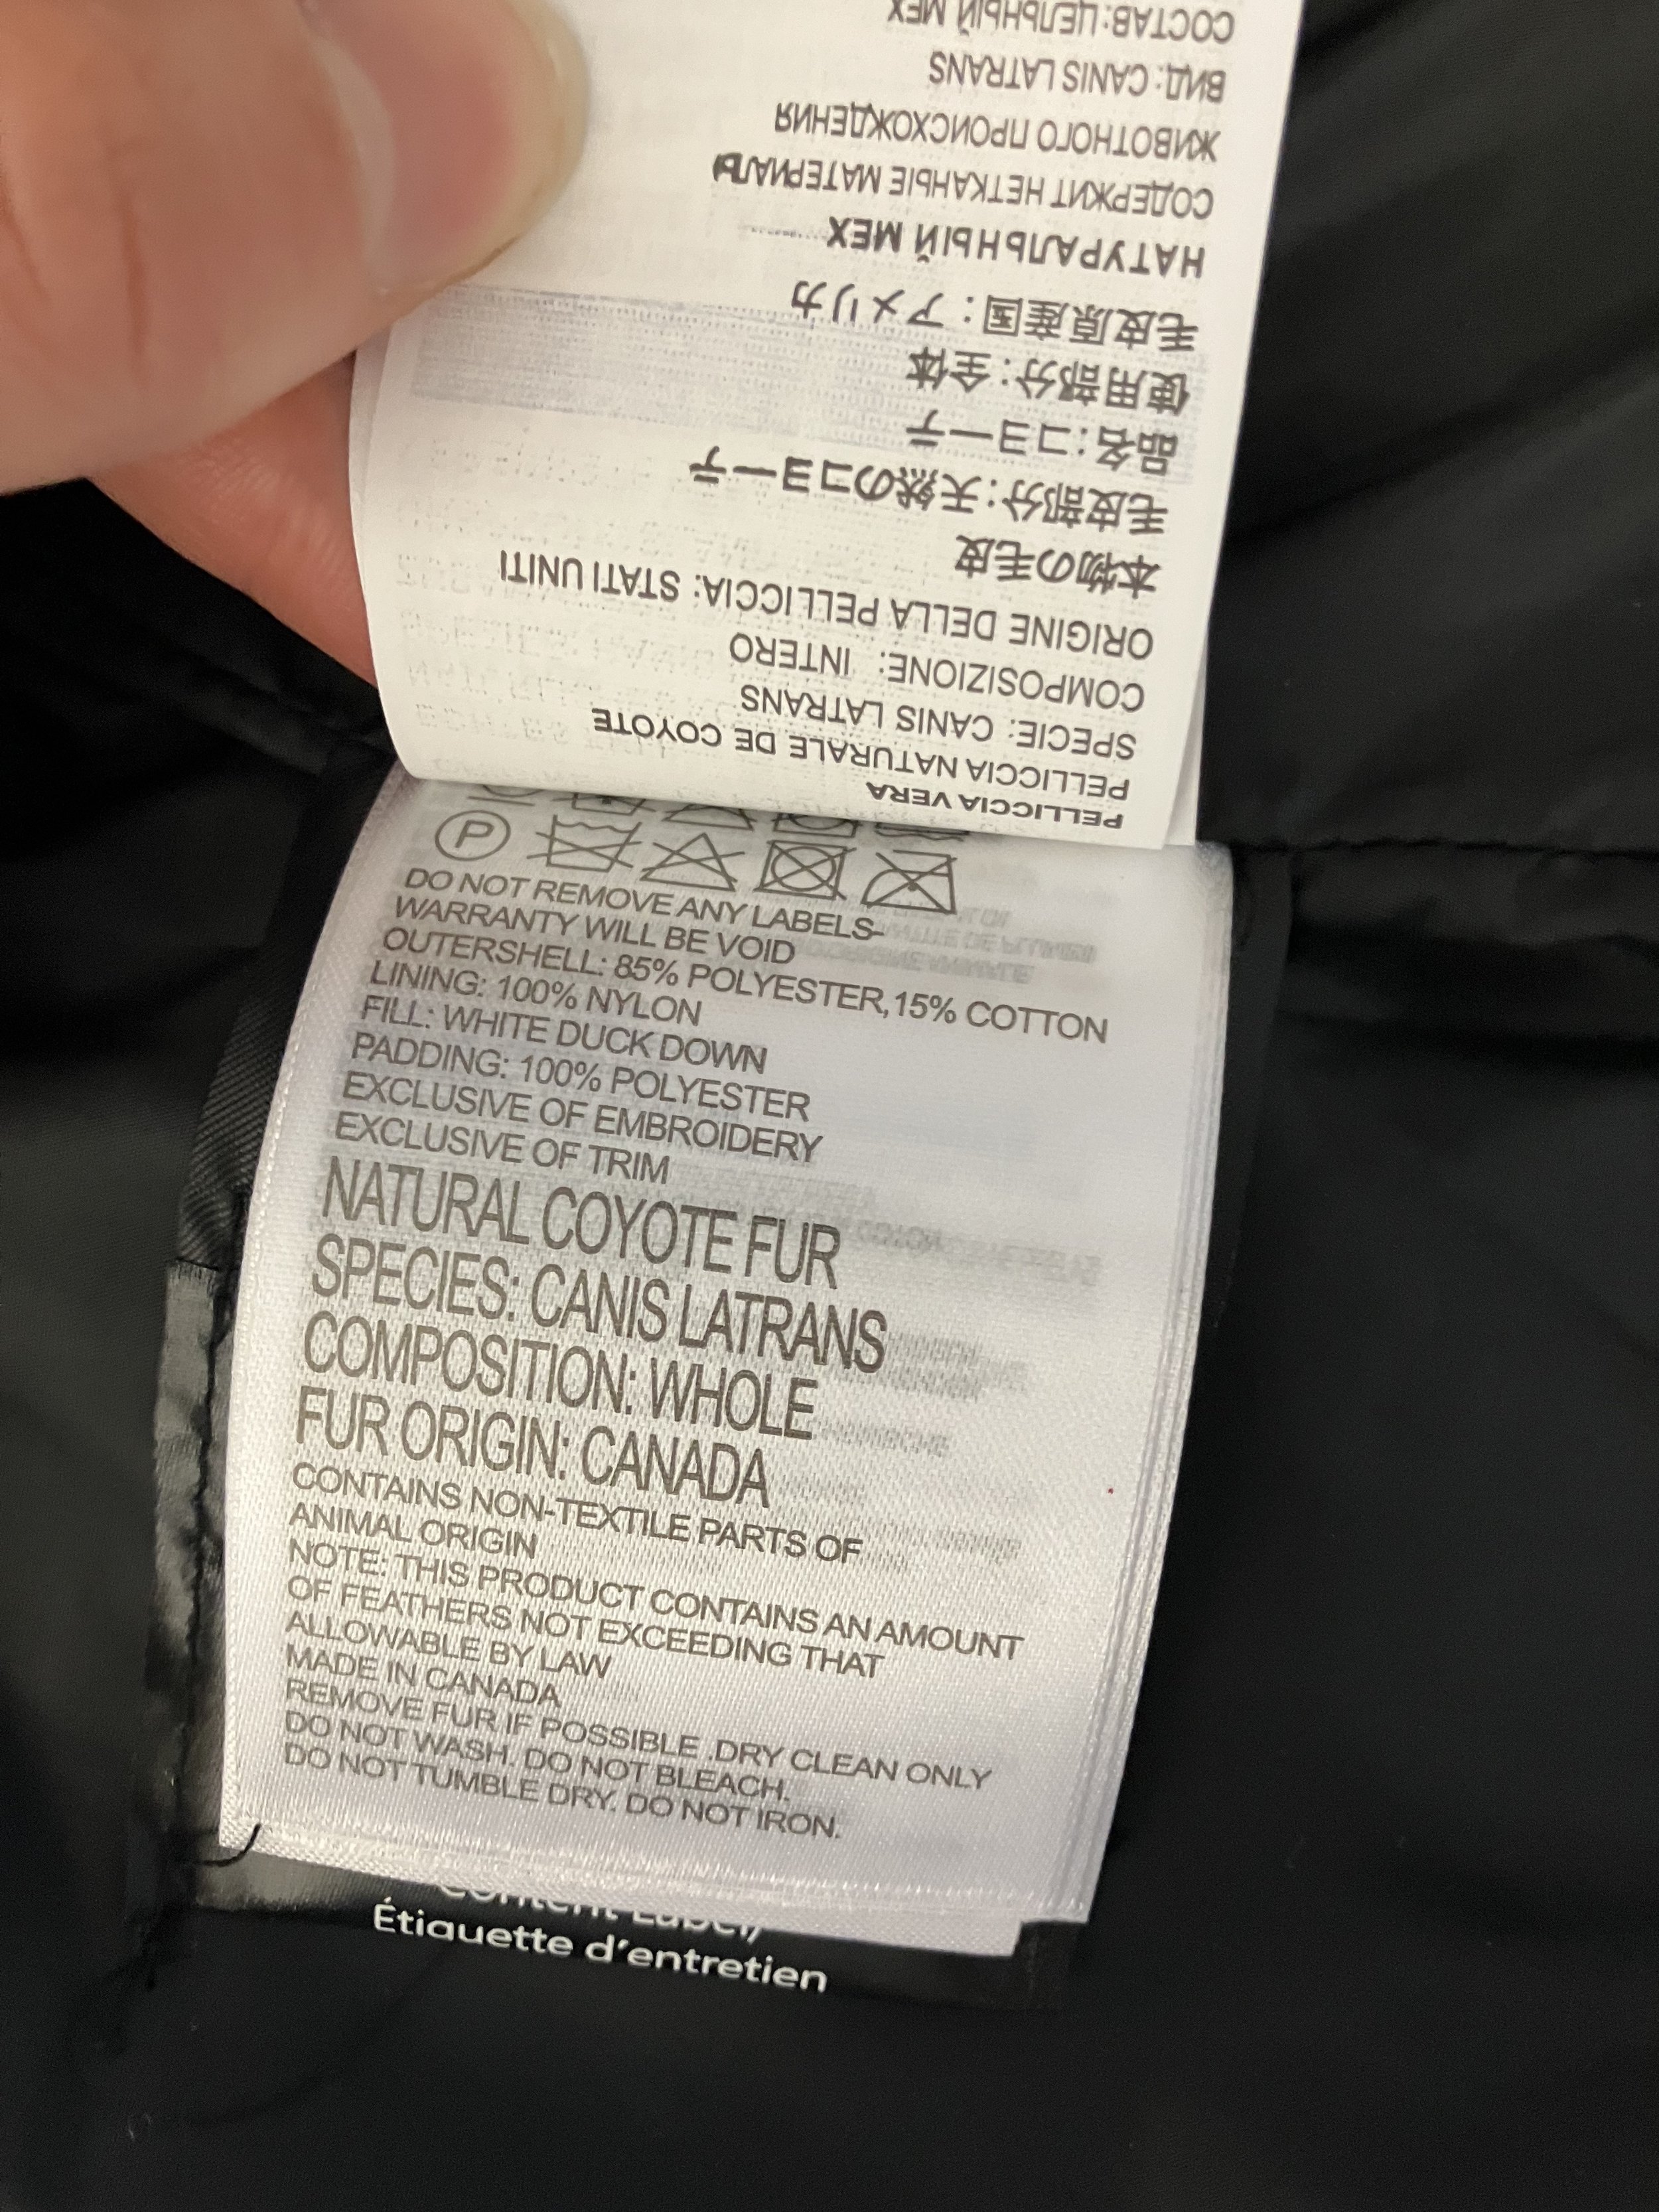 СОСТАВ: ЦЕЛЬНЫЙ МЕХ
ВИД: CANIS LATRANS
ЖИВОТНОГО ПРОИСХОЖДЕНИЯ
СОДЕРЖИТ НЕТКАНЫЕ МАТЕРИАЛЫ
НАТУРАЛЬНЫЙ МЕХ
毛皮原産国：アメリカ
使用部分：全体
品名：コヨーテ
毛皮部分：天然のコヨーテ
本物の毛皮
ORIGINE DELLA PELLICCIA: STATI UNITI
COMPOSIZIONE: INTERO
SPECIE: CANIS LATRANS
PELLICCIA NATURALE DE COYOTE
PELLICCIA VERA
P
DO NOT REMOVE ANY LABELS-
WARRANTY WILL BE VOID
OUTERSHELL: 85% POLYESTER,15% COTTON
LINING: 100% NYLON
FILL: WHITE DUCK DOWN
PADDING: 100% POLYESTER
EXCLUSIVE OF EMBROIDERY
EXCLUSIVE OF TRIM
NATURAL COYOTE FUR
SPECIES: CANIS LATRANS
COMPOSITION: WHOLE
FUR ORIGIN: CANADA
CONTAINS NON-TEXTILE PARTS OF
ANIMAL ORIGIN
NOTE: THIS PRODUCT CONTAINS AN AMOUNT
OF FEATHERS NOT EXCEEDING THAT
ALLOWABLE BY LAW
MADE IN CANADA
REMOVE FUR IF POSSIBLE .DRY CLEAN ONLY
DO NOT WASH. DO NOT BLEACH.
DO NOT TUMBLE DRY. DO NOT IRON.
Content Label/
Étiquette d'entretien